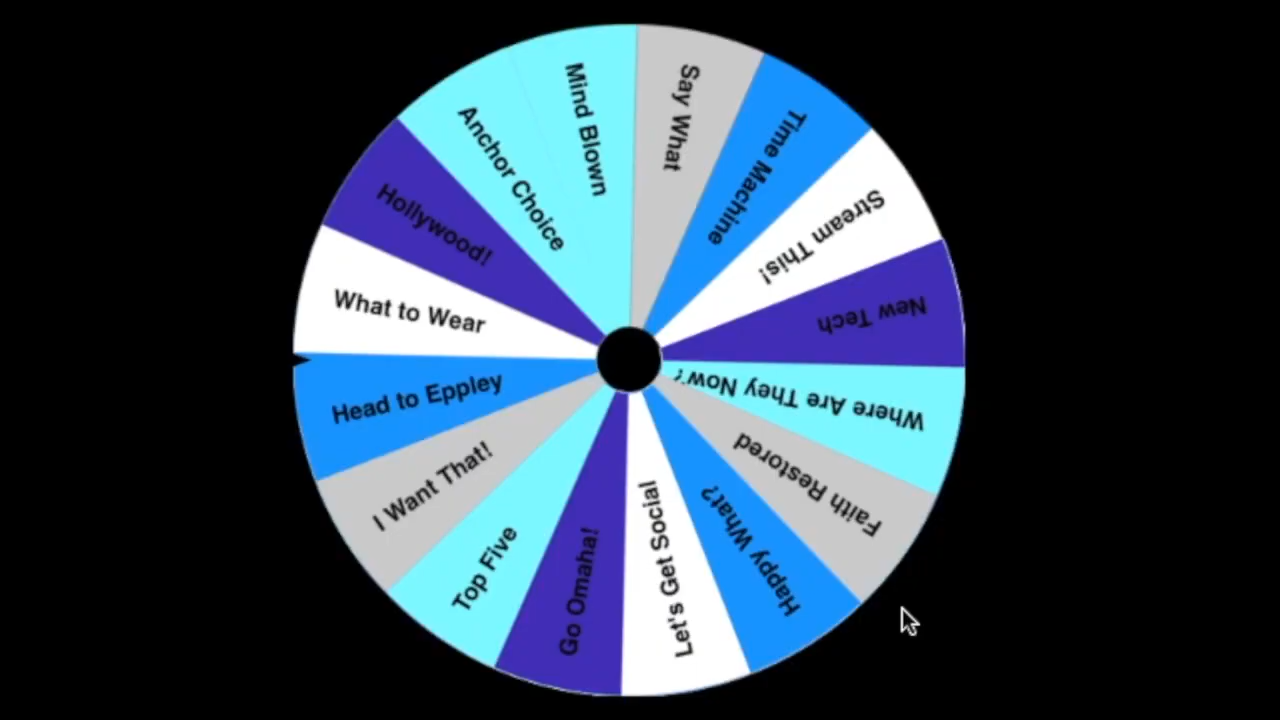 Mind Blown
Say What
Time Machine
Stream This!
New Tech
Where Are They Now?
Faith Restored
Happy What?
Let's Get Social
Go Omaha!
Top Five
I Want That!
Head to Eppley
What to Wear
Hollywood!
Anchor Choice